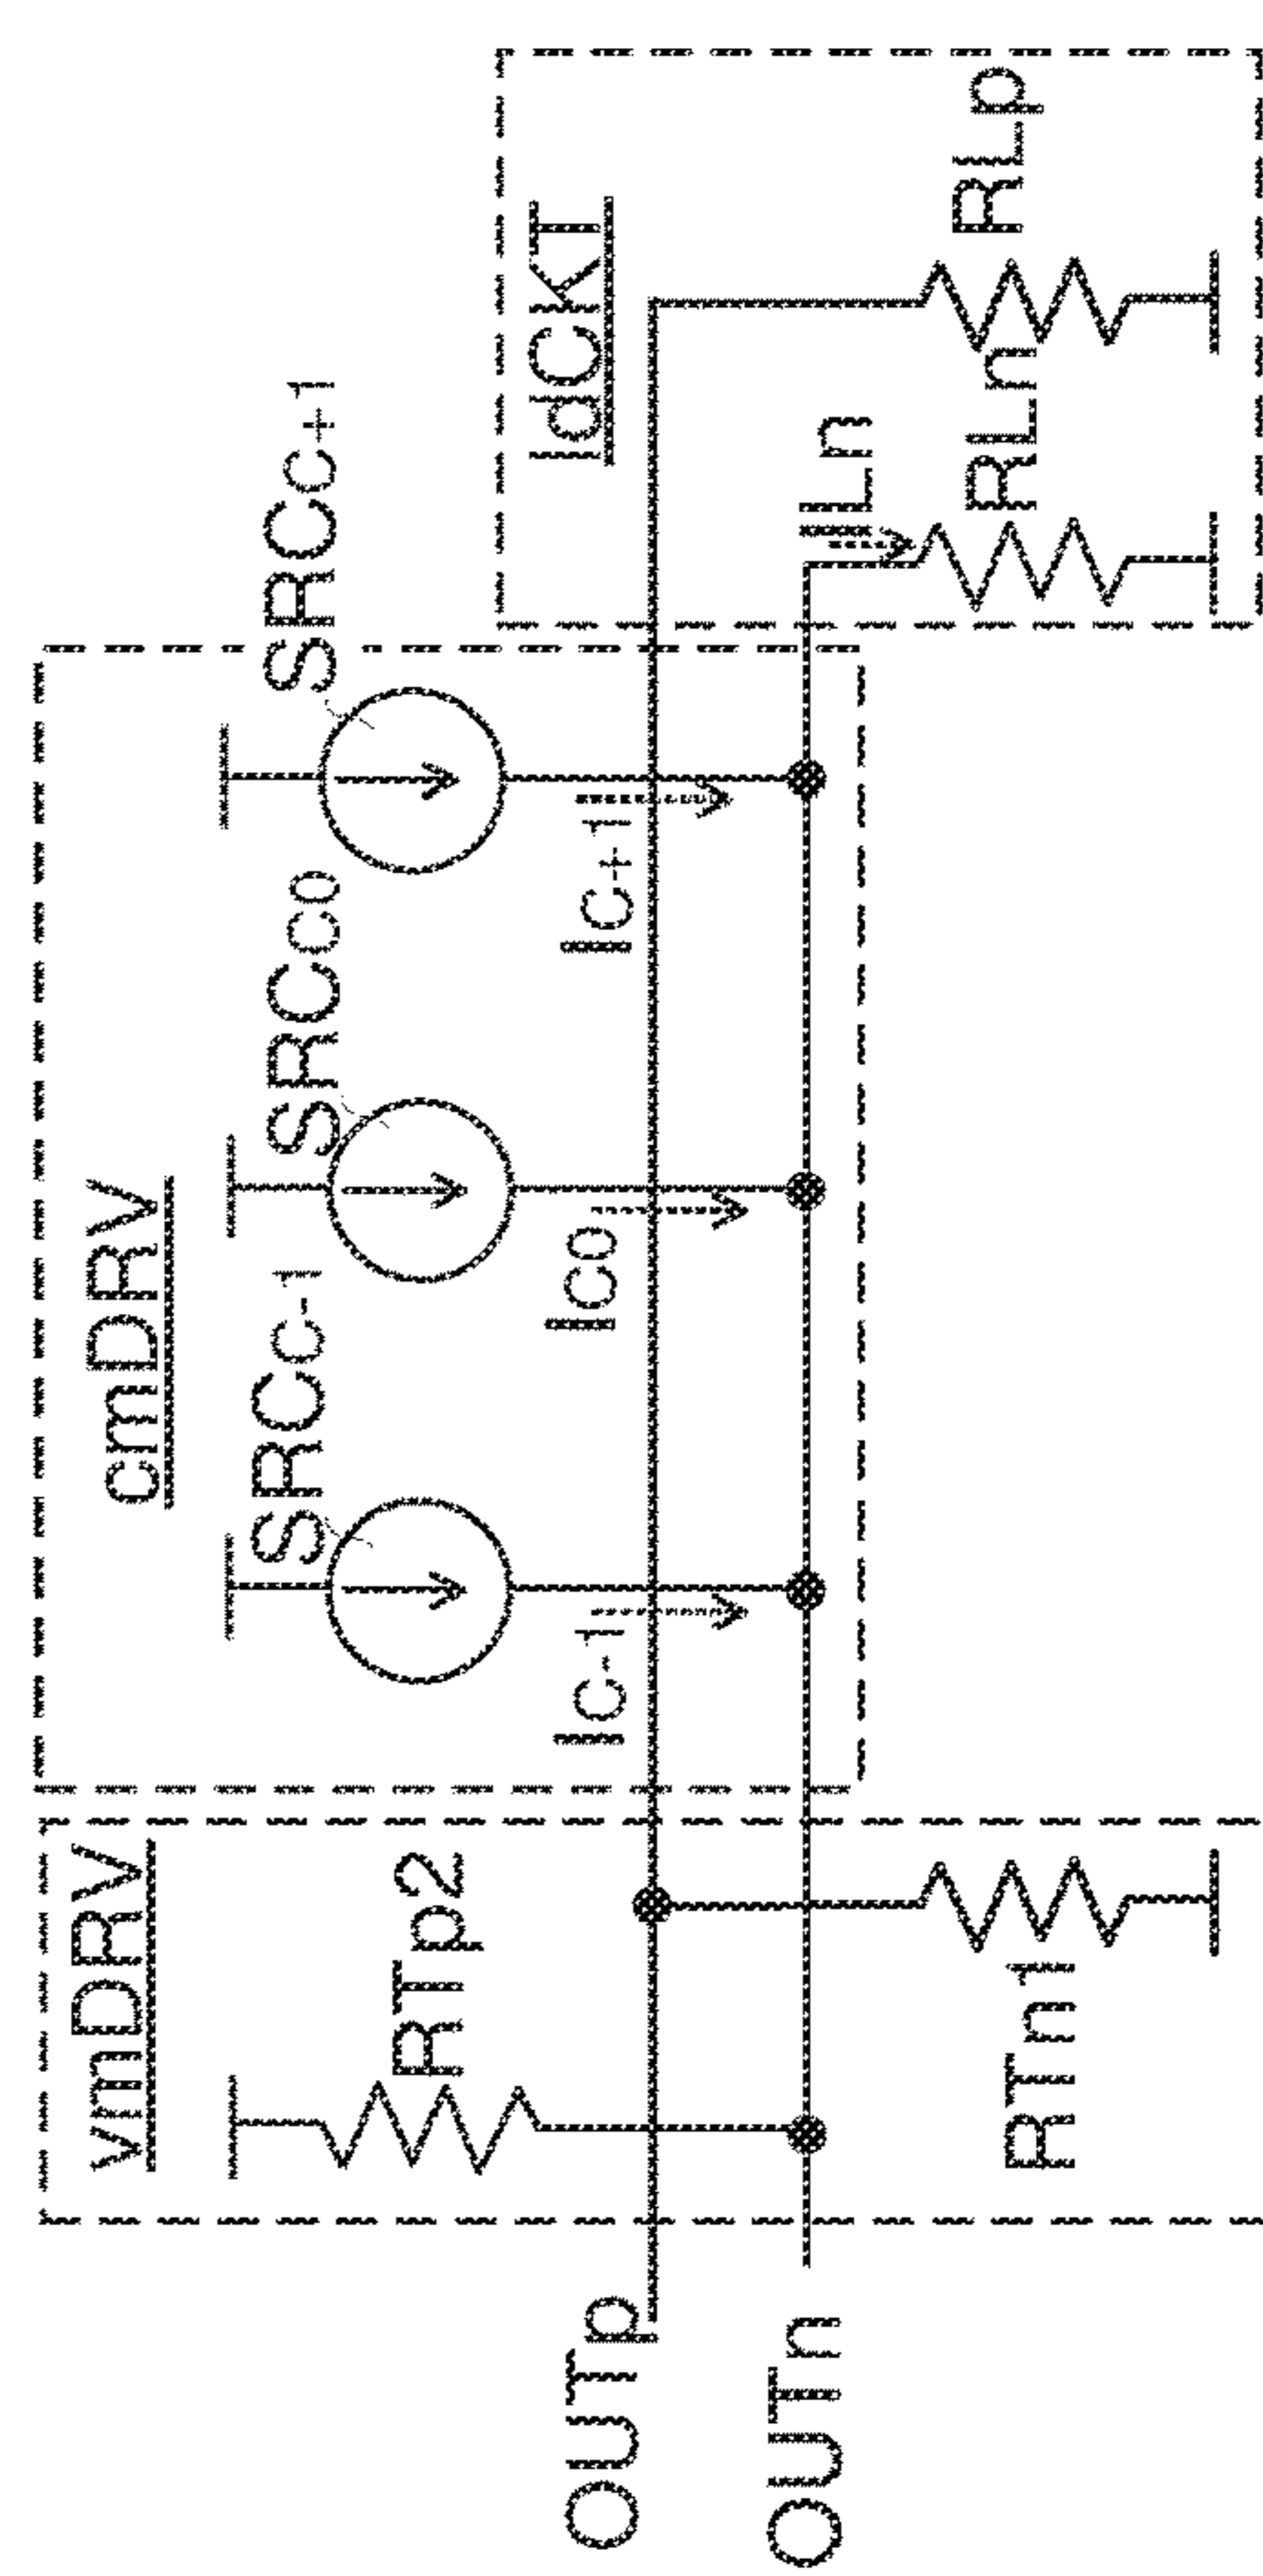 vmDRV
cmDRV
RTp2
SRCC-1
SRCC0
SRCC+1
ldCKT
IC-1
IC0
IC+1
OUTp
OUTn
ILn
RTn1
RLn
RLp